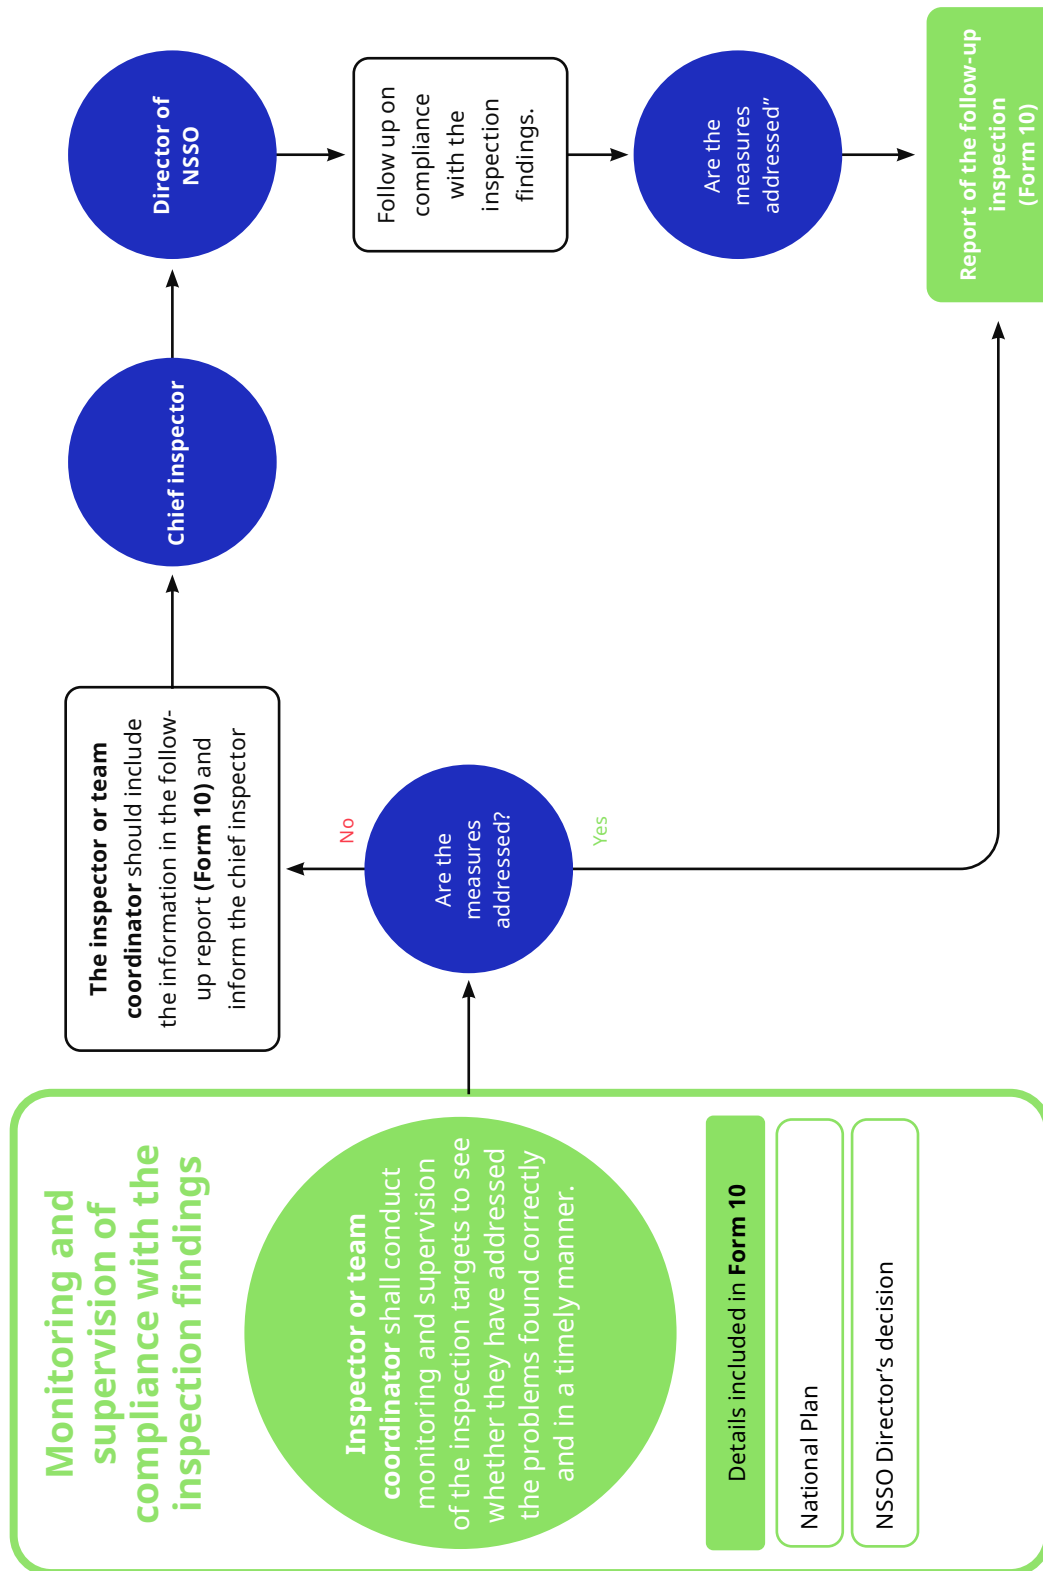 Monitoring and
supervision of
compliance with the
inspection findings
Inspector or team
coordinator shall conduct
monitoring and supervision
of the inspection targets to see
whether they have addressed
the problems found correctly
and in a timely manner.
Details included in Form 10
National Plan
NSSO Director’s decision
The inspector or team
coordinator should include
the information in the follow-
up report (Form 10) and
inform the chief inspector
No
Are the
measures
addressed?
Yes
Chief inspector
Director of
NSSO
Follow up on
compliance
with the
inspection
findings.
Are the
measures
addressed”
Report of the follow-up
inspection
(Form 10)